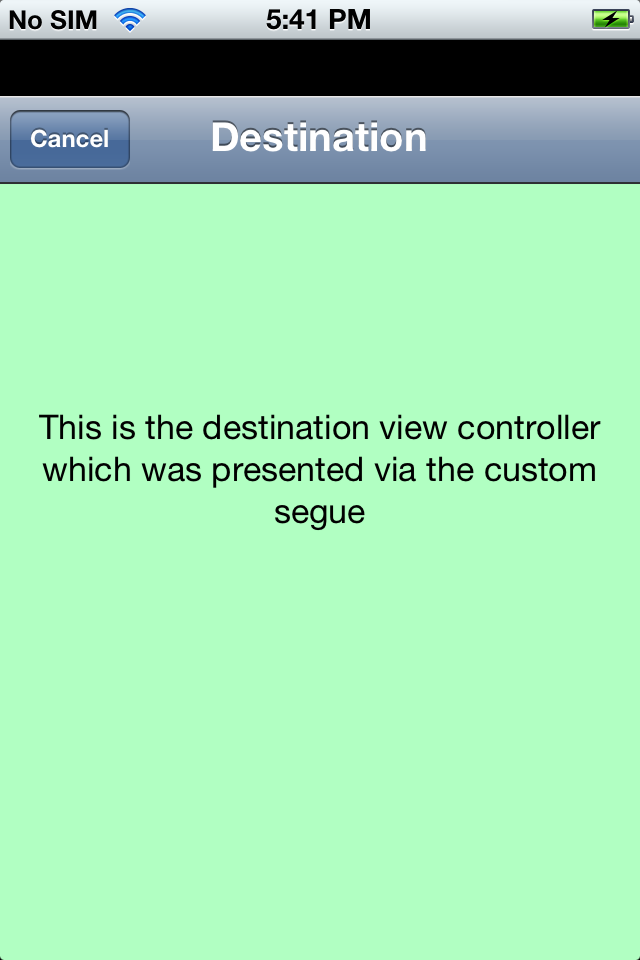 No SIM 5:41 PM
Cancel Destination
This is the destination view controller
which was presented via the custom
segue